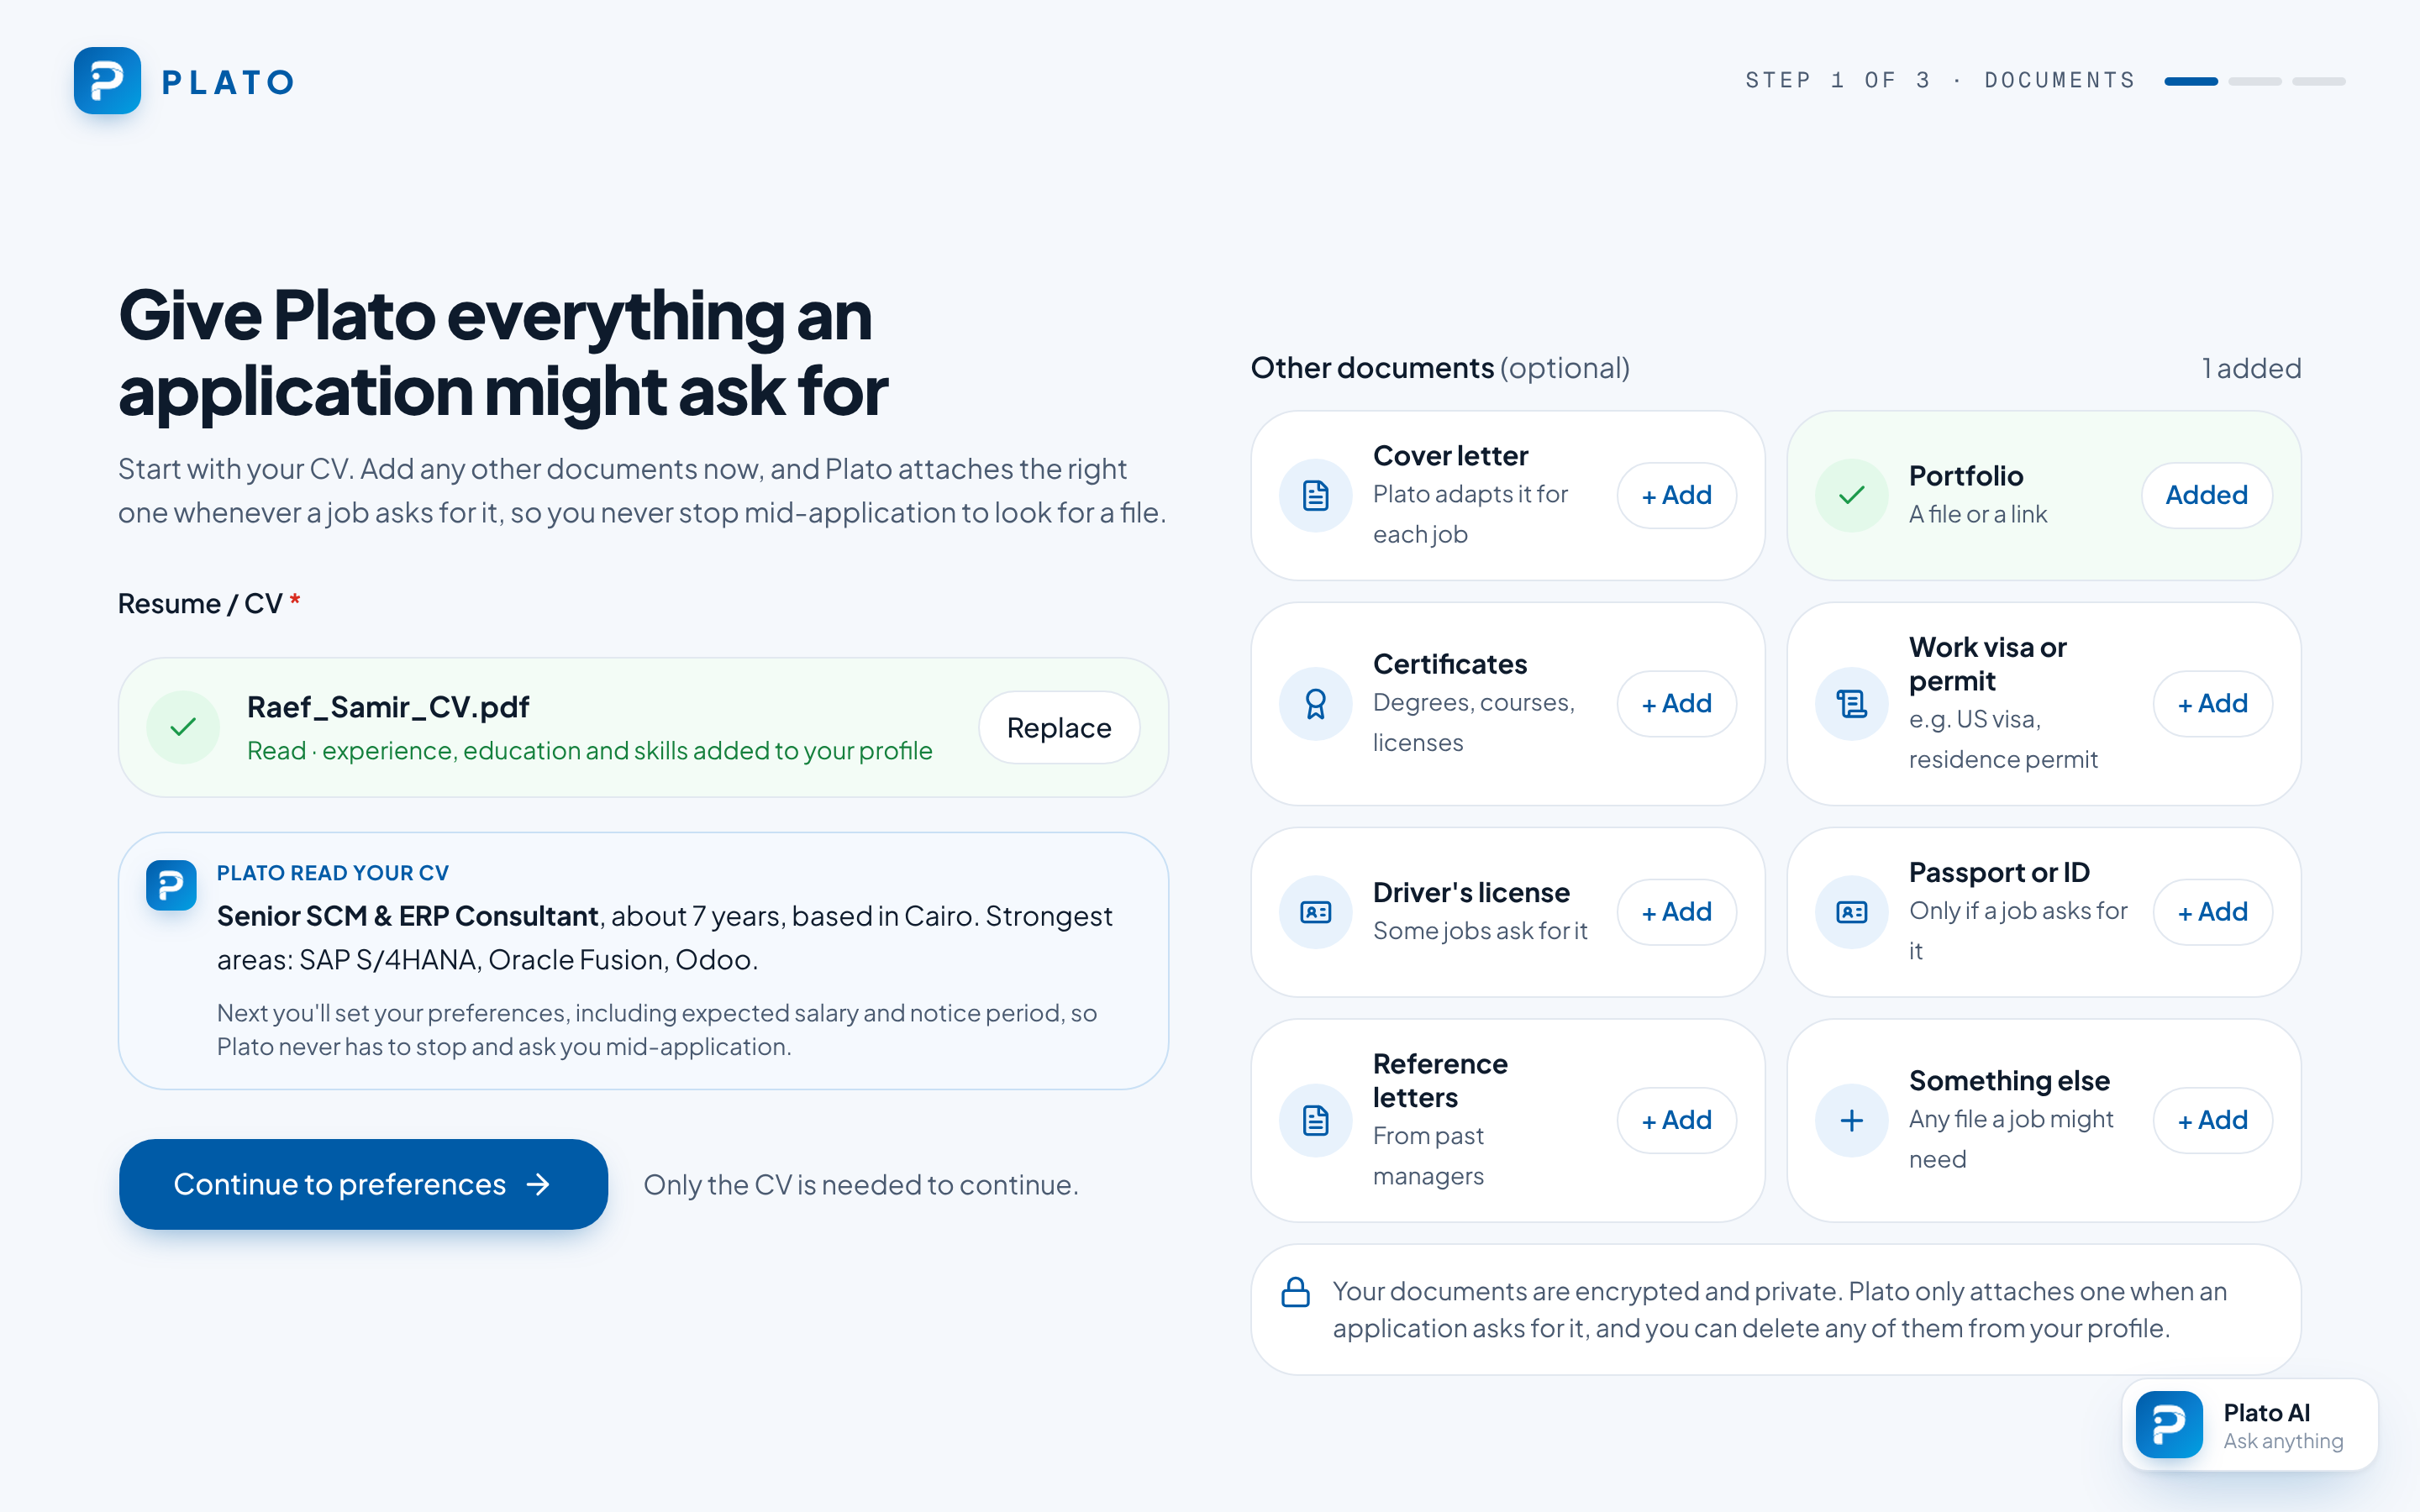 PLATO
STEP 1 OF 3 · DOCUMENTS
Give Plato everything an
application might ask for
Start with your CV. Add any other documents now, and Plato attaches the right
one whenever a job asks for it, so you never stop mid-application to look for a file.
Resume / CV *
Raef_Samir_CV.pdf
Read · experience, education and skills added to your profile
Replace
PLATO READ YOUR CV
Senior SCM & ERP Consultant, about 7 years, based in Cairo. Strongest
areas: SAP S/4HANA, Oracle Fusion, Odoo.
Next you'll set your preferences, including expected salary and notice period, so
Plato never has to stop and ask you mid-application.
Continue to preferences →
Only the CV is needed to continue.
Other documents (optional)
1 added
Cover letter
Plato adapts it for
each job
+ Add
Portfolio
A file or a link
Added
Certificates
Degrees, courses,
licenses
+ Add
Work visa or
permit
e.g. US visa,
residence permit
+ Add
Driver's license
Some jobs ask for it
+ Add
Passport or ID
Only if a job asks for
it
+ Add
Reference
letters
From past
managers
+ Add
Something else
Any file a job might
need
+ Add
Your documents are encrypted and private. Plato only attaches one when an
application asks for it, and you can delete any of them from your profile.
Plato AI
Ask anything